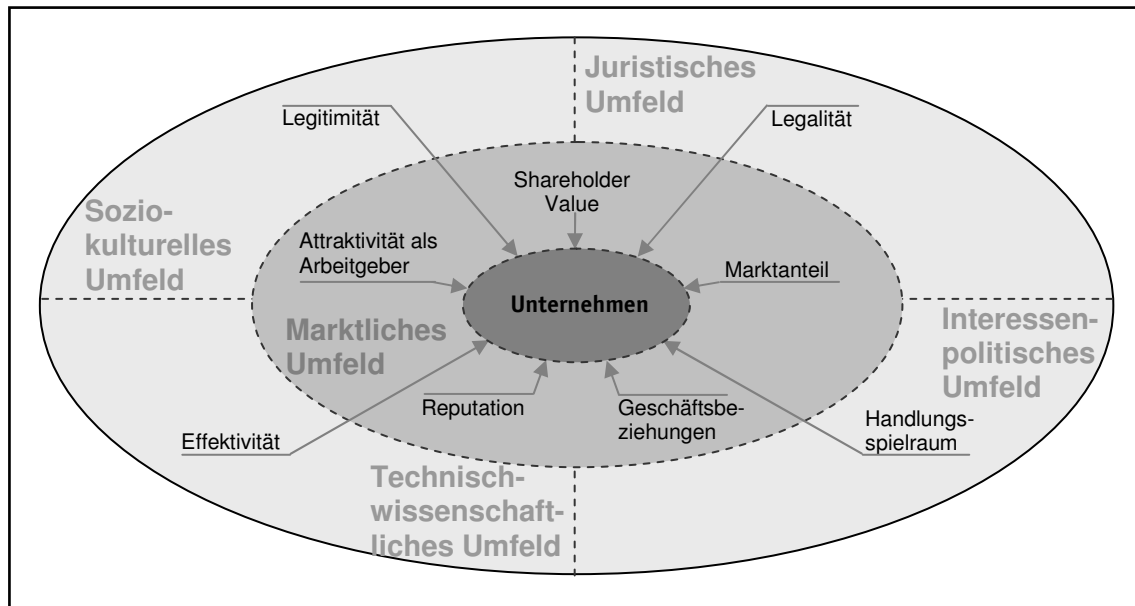 Juristisches
Umfeld
Legitimität
Legalität
Shareholder
Value
Sozio-
kulturelles
Umfeld
Attraktivität als
Arbeitgeber
Marktanteil
Unternehmen
Marktliches
Umfeld
Interessen-
politisches
Umfeld
Reputation
Geschäftsbe-
ziehungen
Handlungs-
spielraum
Effektivität
Technisch-
wissenschaft-
liches Umfeld